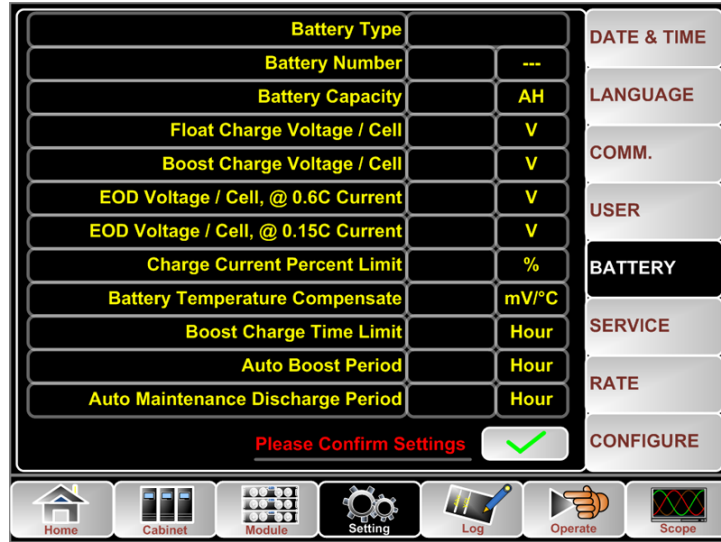 Battery Type
DATE & TIME
Battery Number ---
Battery Capacity AH
LANGUAGE
Float Charge Voltage / Cell V
Boost Charge Voltage / Cell V
COMM.
EOD Voltage / Cell, @ 0.6C Current V
USER
EOD Voltage / Cell, @ 0.15C Current V
Charge Current Percent Limit %
BATTERY
Battery Temperature Compensate mV/°C
Boost Charge Time Limit Hour
SERVICE
Auto Boost Period Hour
RATE
Auto Maintenance Discharge Period Hour
Please Confirm Settings
CONFIGURE
Home Cabinet Module Setting Log Operate Scope